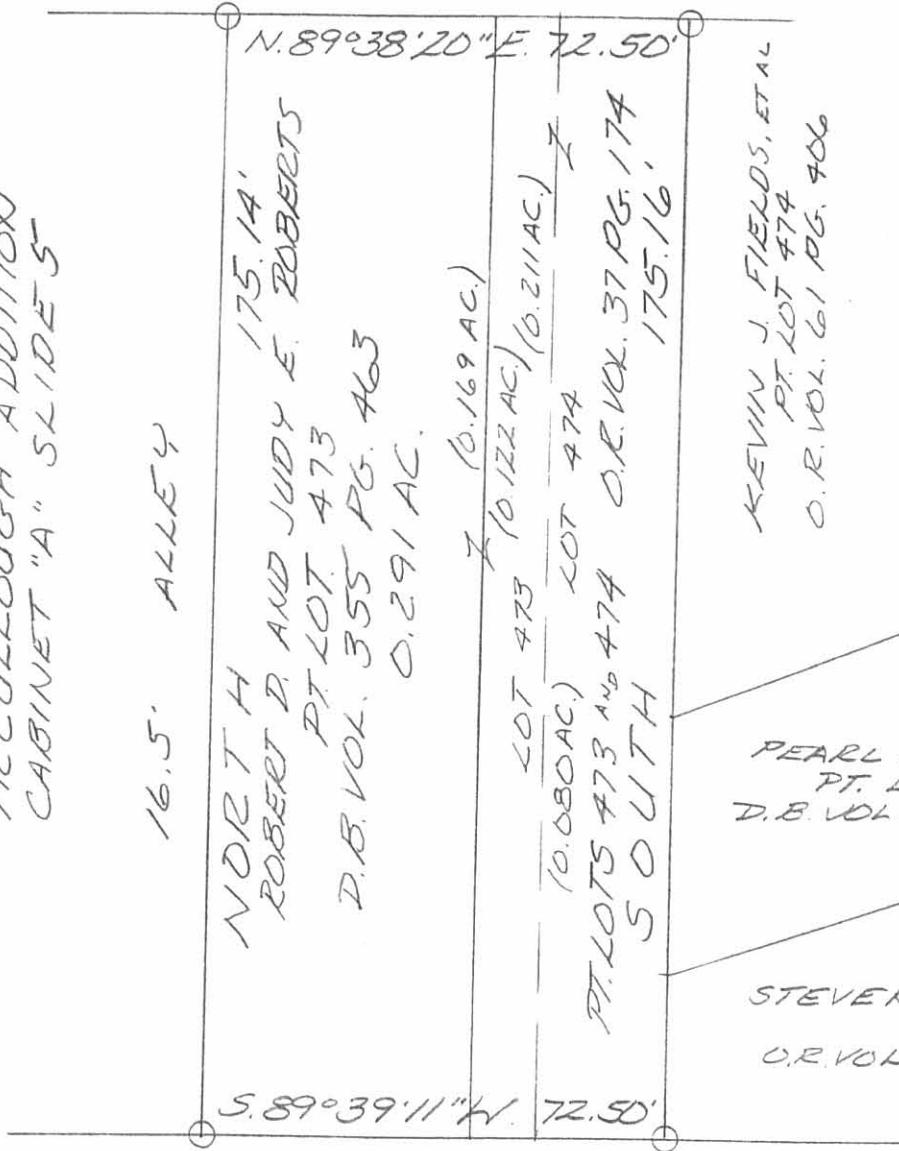 ADDITION
CABINET "A" SLIDE 5
16.5' ALLEY
N.89°38'20"E. 72.50'
NORTH 175.14'
ROBERT D. AND JUDY E. ROBERTS
PT LOT 473
D.B. VOL. 355 PG. 463
0.291 AC.
(0.169 AC.)
LOT 473 (0.122 AC.) (0.211 AC.)
(0.080 AC.) LOT 474
PT. LOTS 473 AND 474 O.R. VOL. 37 PG. 174
SOUTH 175.16'
S.89°39'11"W. 72.50'
KEVIN J. FIELDS, ET AL
PT. LOT 474
O.R. VOL. 61 PG. 406
PEARL
PT.
D.B. VOL
O.R. VOL